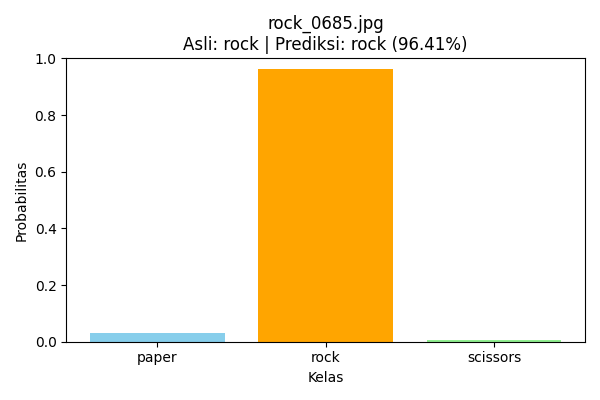 rock_0685.jpg
Asli: rock | Prediksi: rock (96.41%)
1.0
0.8
0.6
0.4
0.2
0.0
Probabilitas
paper rock scissors
Kelas